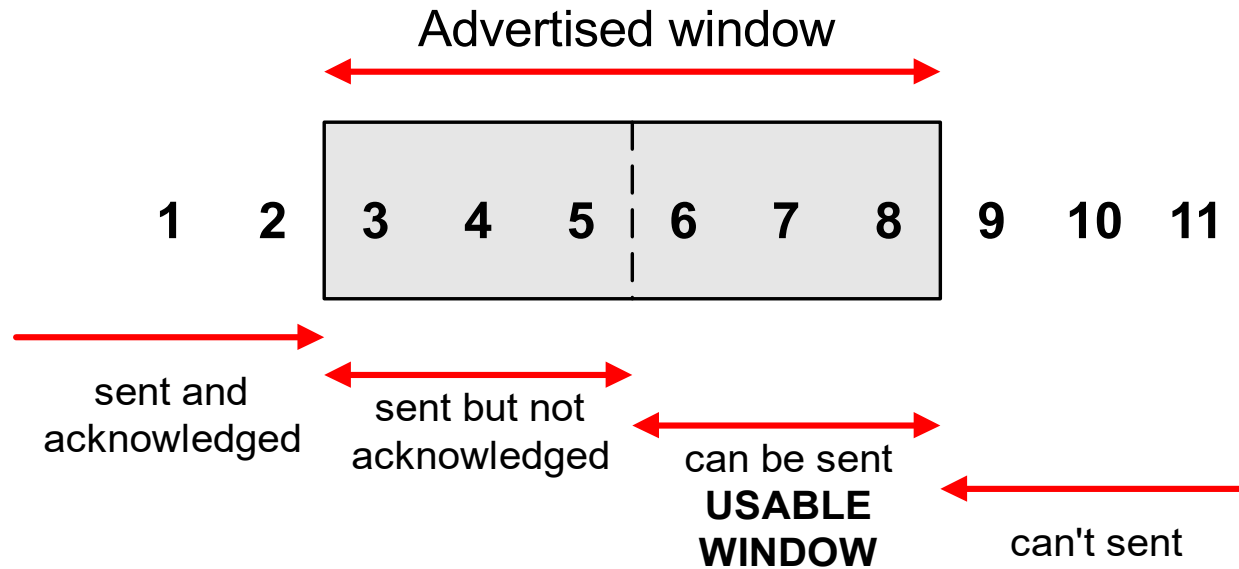 Advertised window
1 2 3 4 5 6 7 8 9 10 11
sent and
acknowledged
sent but not
acknowledged
can be sent
USABLE
WINDOW
can't sent